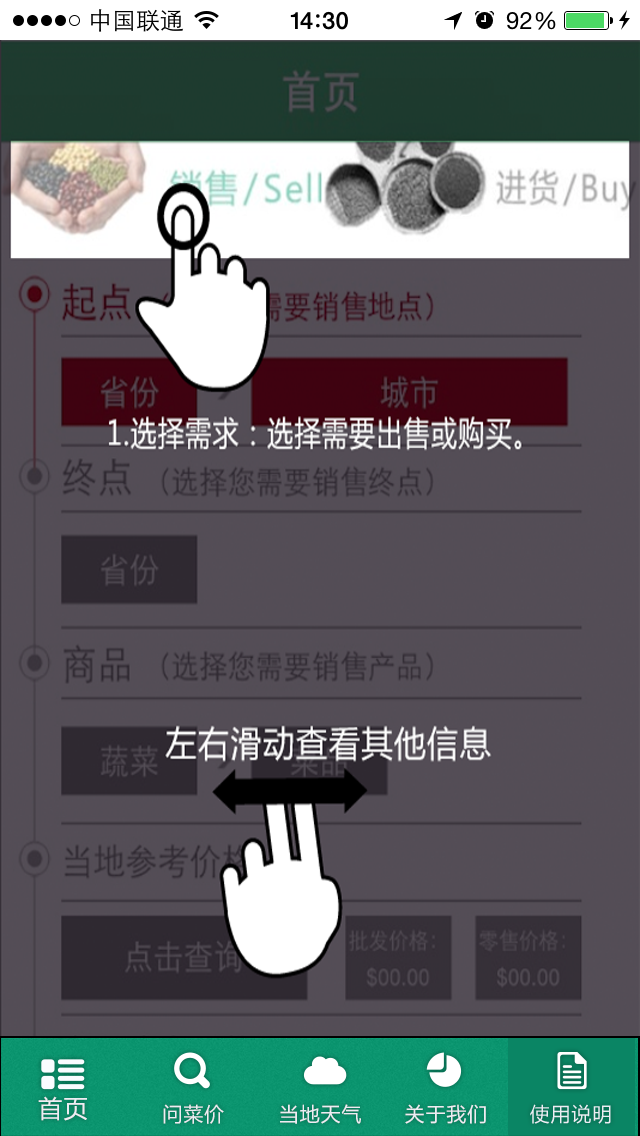 中国联通 14:30 92%
首页
销售/Sell 进货/Buy
起点 需要销售地点）
省份 城市
1.选择需求：选择需要出售或购买。
终点 （选择您需要销售终点）
省份
商品 （选择您需要销售产品）
左右滑动查看其他信息
蔬菜 菜品
当地参考价格
点击查询 批发价格： 零售价格：
$00.00 $00.00
首页 问菜价 当地天气 关于我们 使用说明